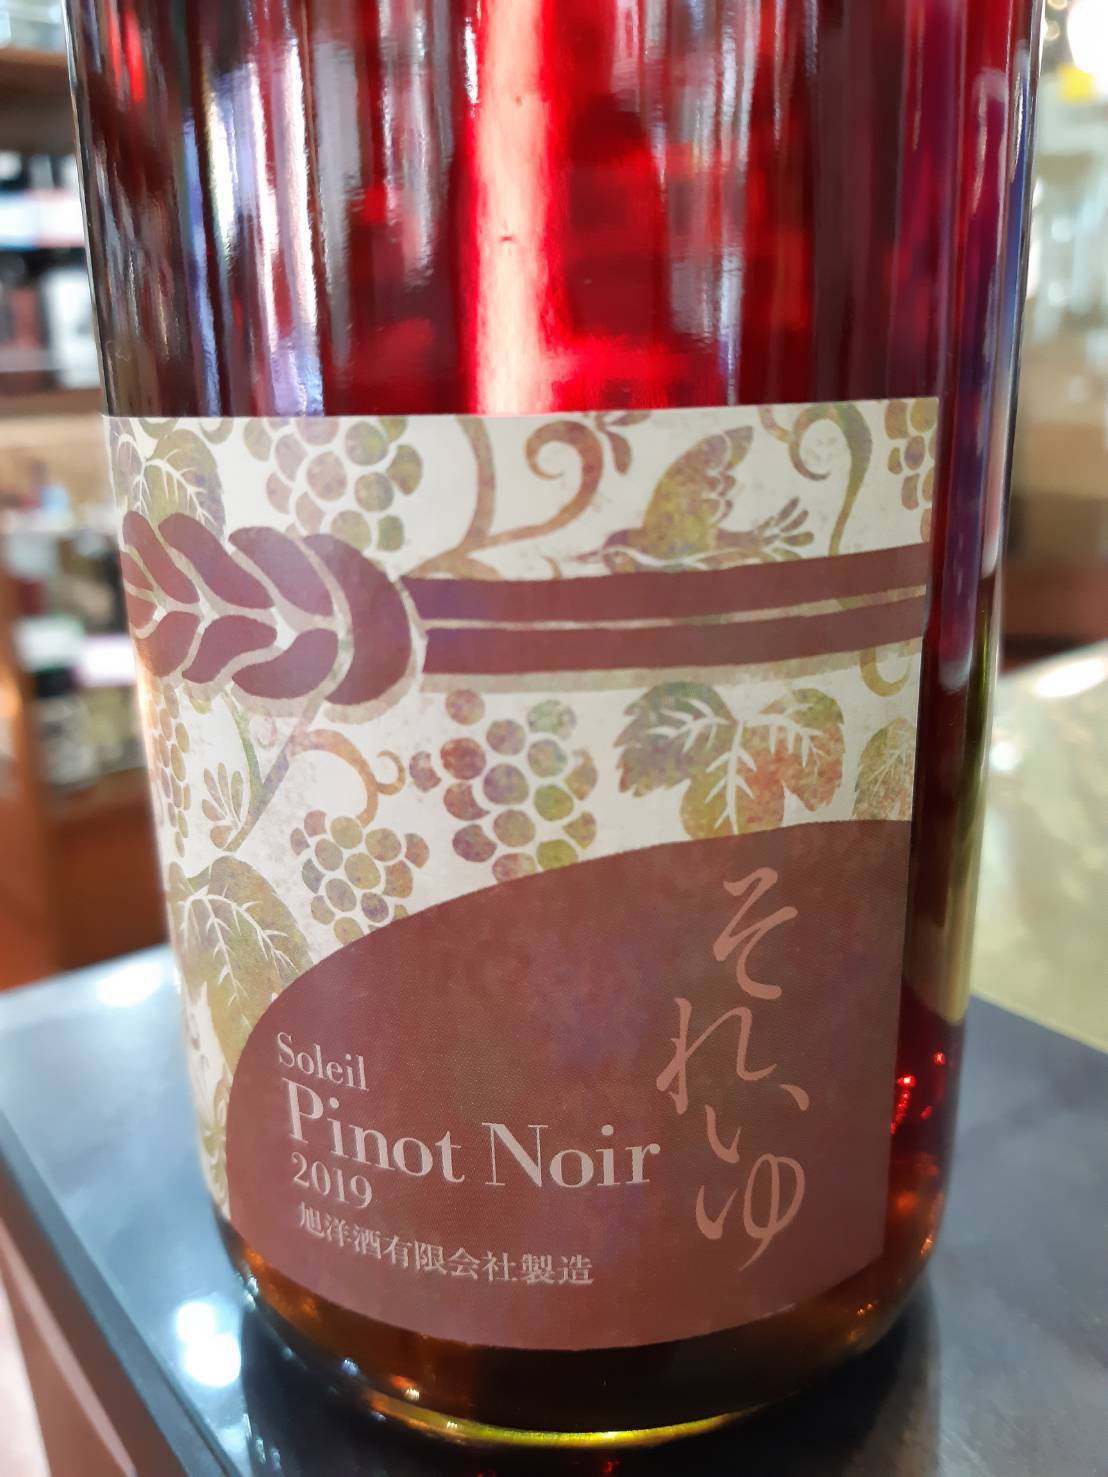 それいゆ
Soleil
Pinot Noir
2019
旭洋酒有限会社製造